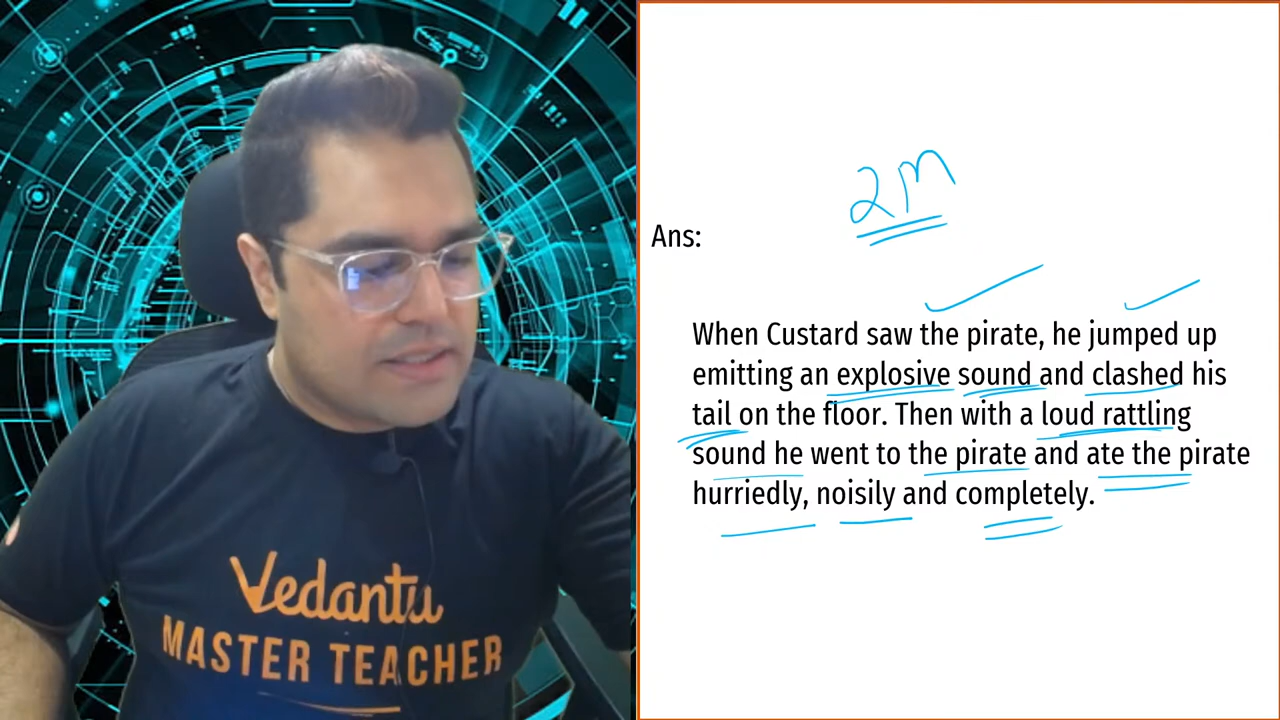 2M
Ans:
When Custard saw the pirate, he jumped up
emitting an explosive sound and clashed his
tail on the floor. Then with a loud rattling
sound he went to the pirate and ate the pirate
hurriedly, noisily and completely.
Vedantu
MASTER TEACHER